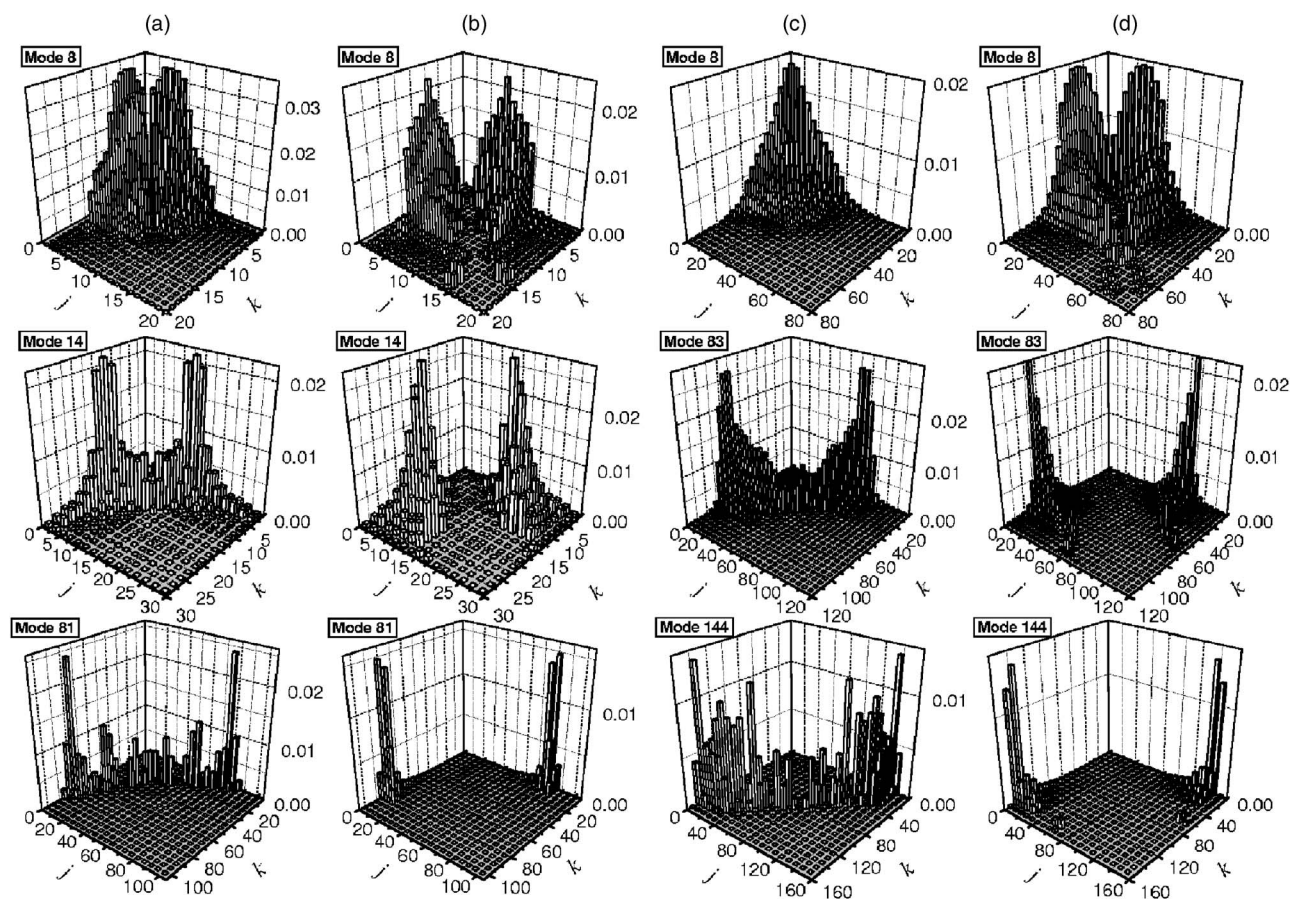 (a) (b) (c) (d)
Mode 8 Mode 8 Mode 8 Mode 8
0.03 0.02 0.01 0.00
0 5 10 15 20 j
20 15 10 5 k
0.02 0.01 0.00
0 5 10 15 20 j
20 15 10 5 k
0.02 0.01 0.00
0 20 40 60 80 j
80 60 40 20 k
0.00
0 20 40 60 80 j
80 60 40 20 k
Mode 14 Mode 14 Mode 83 Mode 83
0.02 0.01 0.00
0 5 10 15 20 25 30 j
30 25 20 15 10 5 k
0.02 0.01 0.00
0 5 10 15 20 25 30 j
30 25 20 15 10 5 k
0.02 0.01 0.00
0 20 40 60 80 100 120 j
120 100 80 60 40 20 k
0.02 0.01 0.00
0 20 40 60 80 100 120 j
120 100 80 60 40 20 k
Mode 81 Mode 81 Mode 144 Mode 144
0.02 0.01 0.00
0 20 40 60 80 100 j
100 80 60 40 20 k
0.01 0.00
0 20 40 60 80 100 j
100 80 60 40 20 k
0.01 0.00
0 40 80 120 160 j
160 120 80 40 k
0.00
0 40 80 120 160 j
160 120 80 40 k